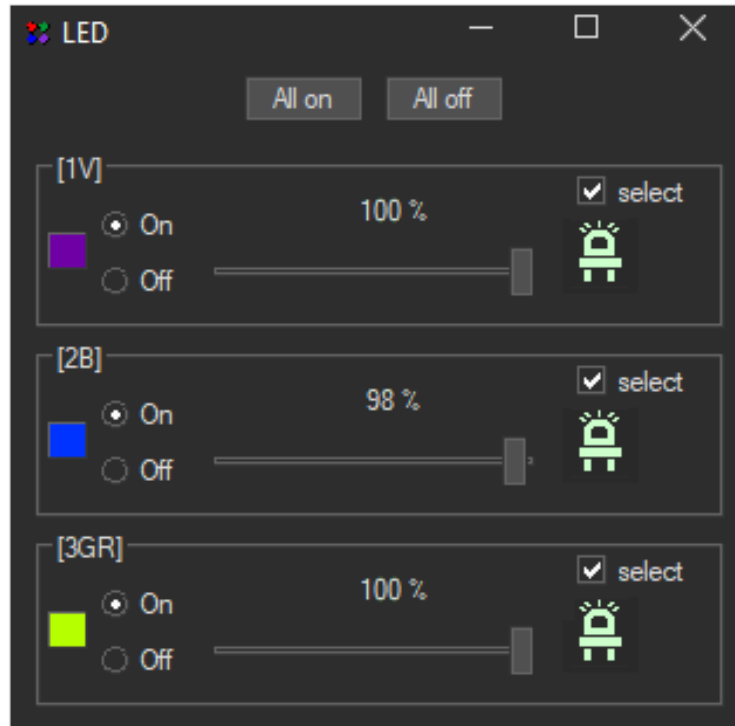 LED
All on All off
[1V]
select
100 %
On
Off
[2B]
select
98 %
On
Off
[3GR]
select
100 %
On
Off